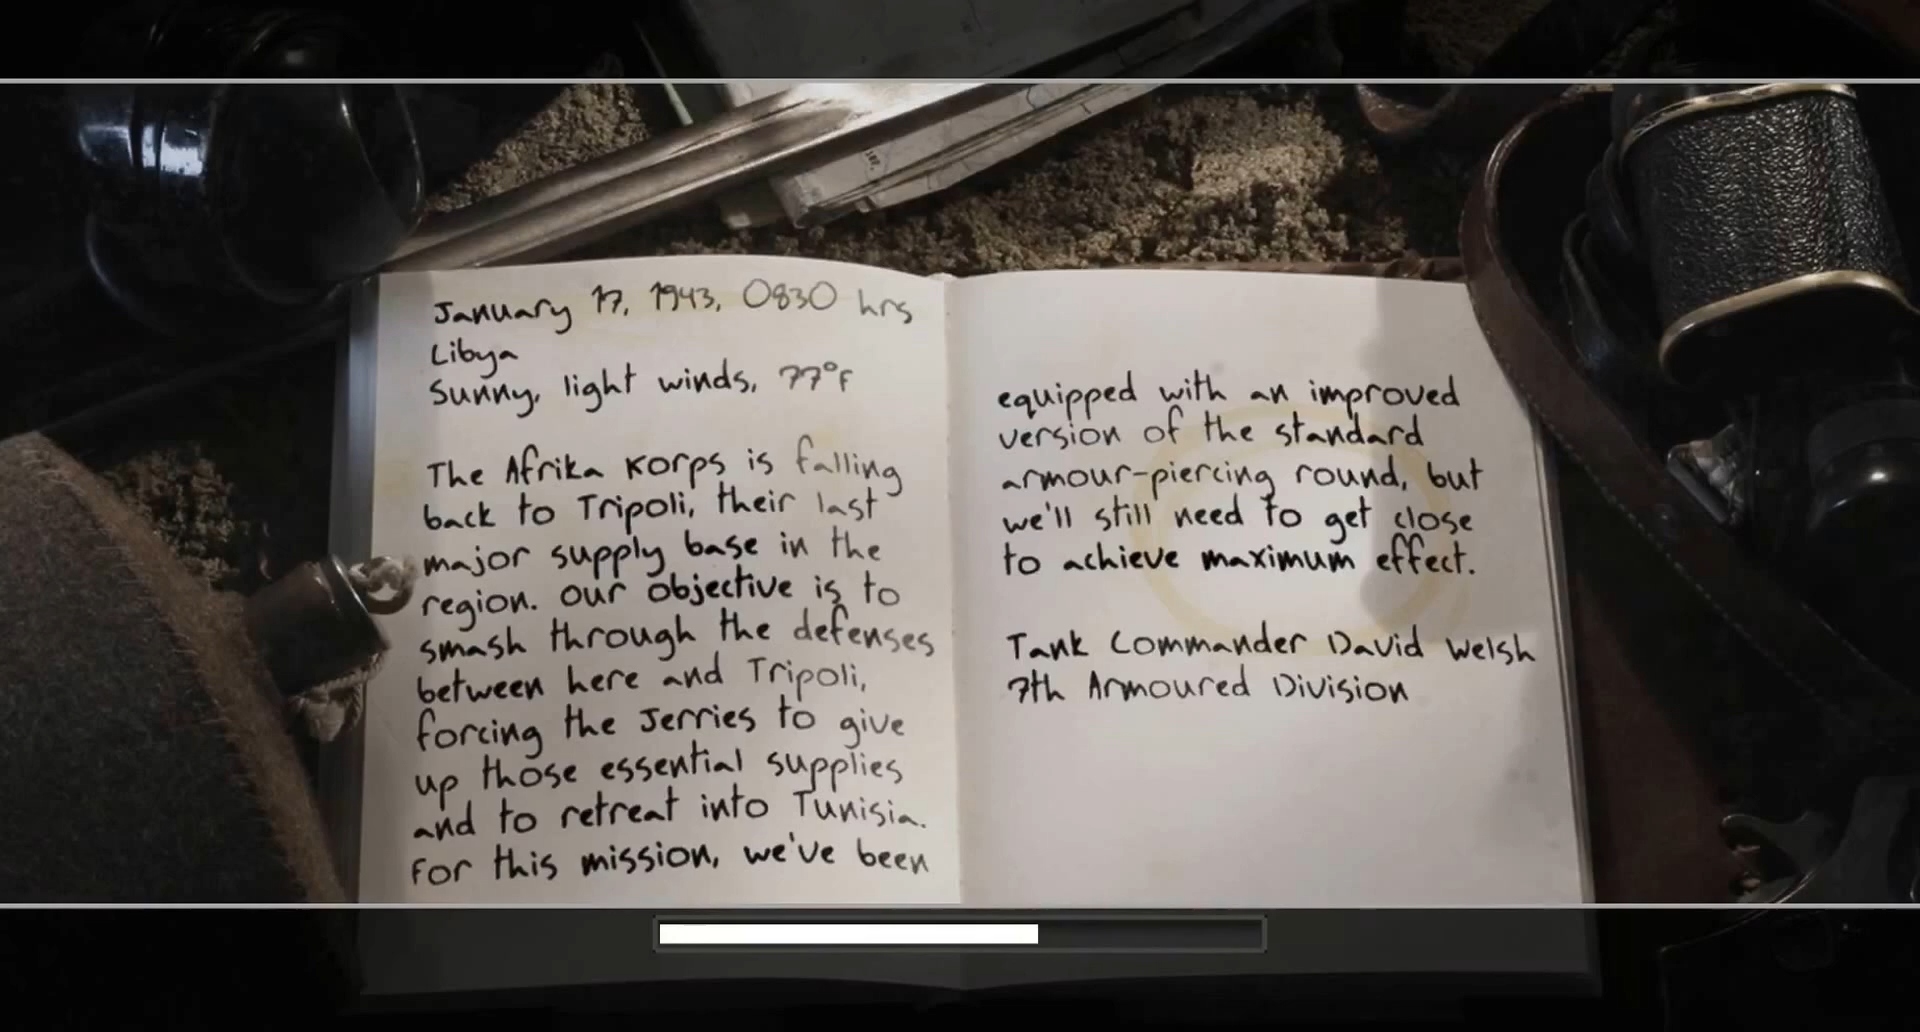 January 17, 1943, 0830 hrs
Libya
Sunny, light winds, 77°F
The Afrika Korps is falling
back to Tripoli, their last
major supply base in the
region. Our objective is to
smash through the defenses
between here and Tripoli,
forcing the Jerries to give
up those essential supplies
and to retreat into Tunisia.
For this mission, we've been
equipped with an improved
version of the standard
armour-piercing round, but
we'll still need to get close
to achieve maximum effect.
Tank Commander David Welsh
7th Armoured Division